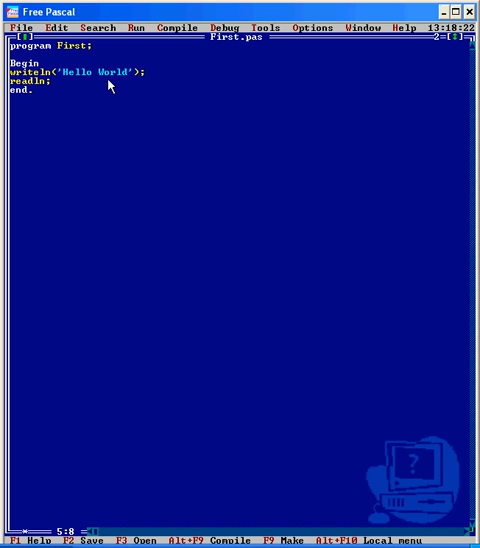 Free Pascal
File Edit Search Run Compile Debug Tools Options Window Help 13:18:22
First.pas 2
program First;
Begin
writeln('Hello World');
readln;
end.
?
* 5:8
F1 Help F2 Save F3 Open Alt+F9 Compile F9 Make Alt+F10 Local menu